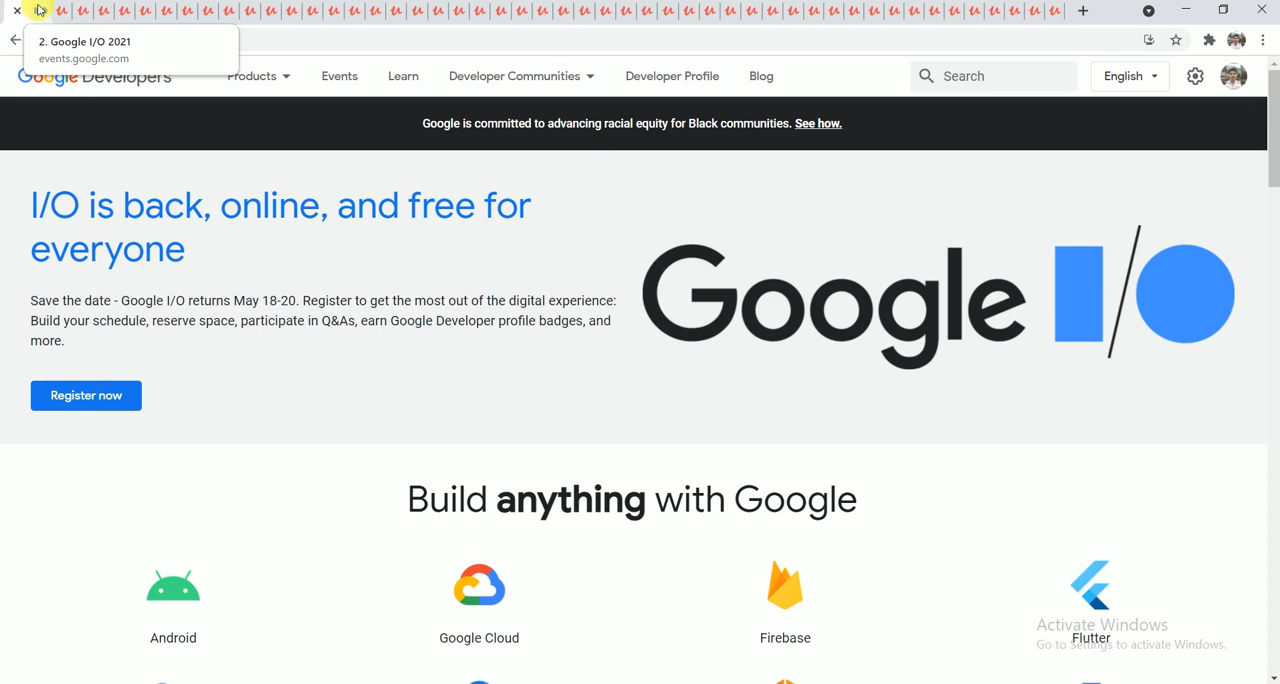 2. Google I/O 2021
events.google.com
Google Developers
Products
Events
Learn
Developer Communities
Developer Profile
Blog
Search
English
Google is committed to advancing racial equity for Black communities. See how.
I/O is back, online, and free for
everyone
Save the date - Google I/O returns May 18-20. Register to get the most out of the digital experience:
Build your schedule, reserve space, participate in Q&As, earn Google Developer profile badges, and
more.
Register now
Google I/O
Build anything with Google
Android
Google Cloud
Firebase
Flutter
Activate Windows
Go to Settings to activate Windows.